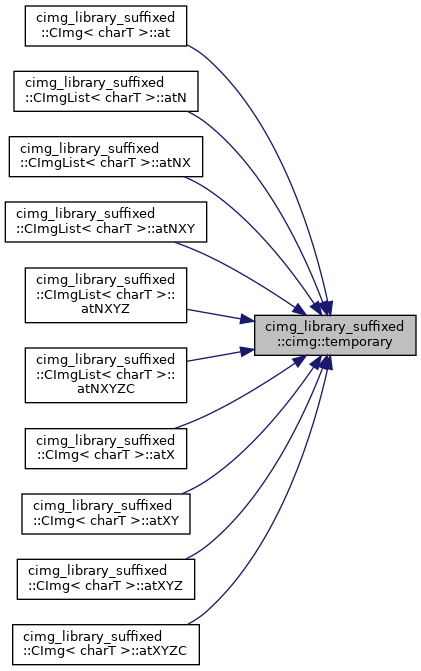 cimg_library_suffixed
::CImg< charT >::at
cimg_library_suffixed
::CImgList< charT >::atN
cimg_library_suffixed
::CImgList< charT >::atNX
cimg_library_suffixed
::CImgList< charT >::atNXY
cimg_library_suffixed
::CImgList< charT >::
atNXYZ
cimg_library_suffixed
::cimg::temporary
cimg_library_suffixed
::CImgList< charT >::
atNXYZC
cimg_library_suffixed
::CImg< charT >::atX
cimg_library_suffixed
::CImg< charT >::atXY
cimg_library_suffixed
::CImg< charT >::atXYZ
cimg_library_suffixed
::CImg< charT >::atXYZC